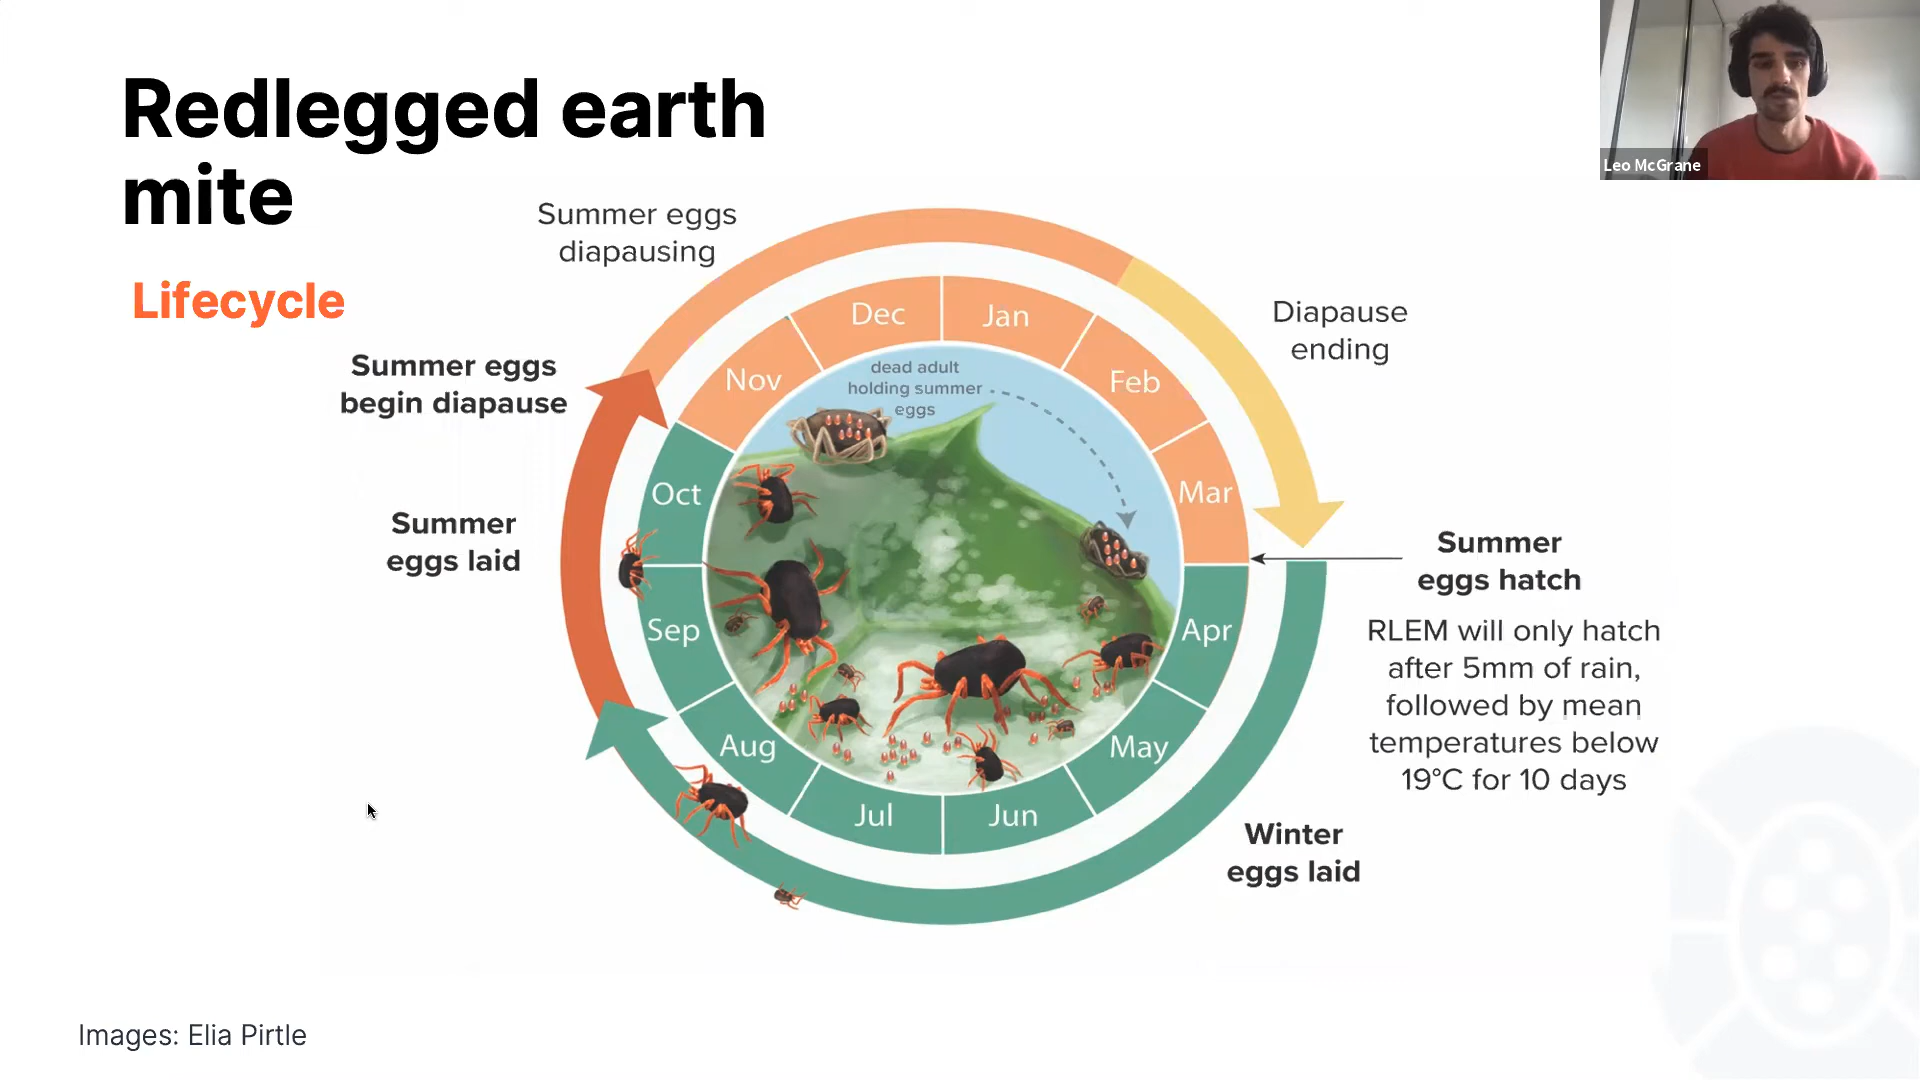 Redlegged earth
mite
Lifecycle
Leo McGrane
Summer eggs
diapausing
Diapause
ending
Summer eggs
begin diapause
Summer
eggs laid
Dec
Jan
Nov
Feb
Oct
Mar
Sep
Apr
Aug
May
Jul
Jun
dead adult
holding summer
eggs
Summer
eggs hatch
RLEM will only hatch
after 5mm of rain,
followed by mean
temperatures below
19°C for 10 days
Winter
eggs laid
Images: Elia Pirtle